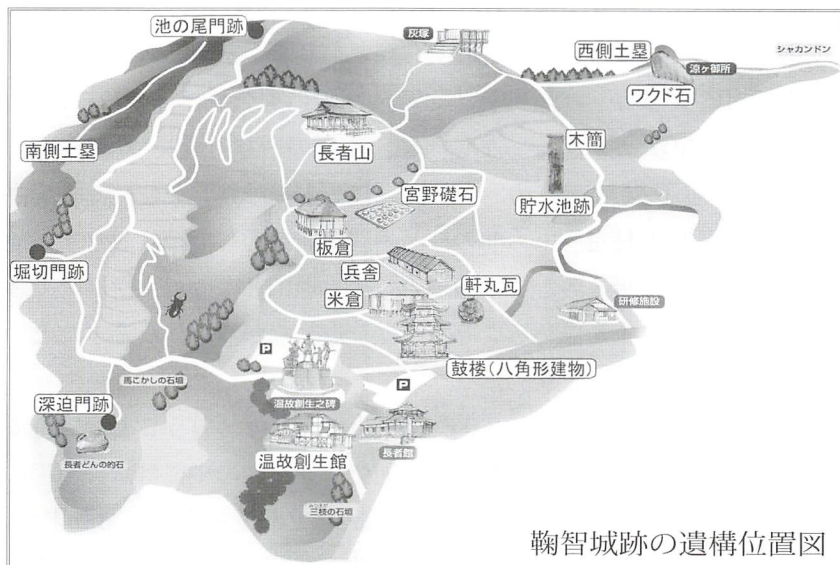 池の尾門跡
灰塚
西側土塁
シャカンドン
涼ヶ御所
ワクド石
南側土塁
長者山
木簡
宮野礎石
貯水池跡
板倉
堀切門跡
兵舎
軒丸瓦
米倉
研修施設
P
鼓楼(八角形建物)
馬こかしの石垣
P
温故創生之碑
深迫門跡
長者どんの的石
温故創生館
長者館
三枝の石垣
鞠智城跡の遺構位置図